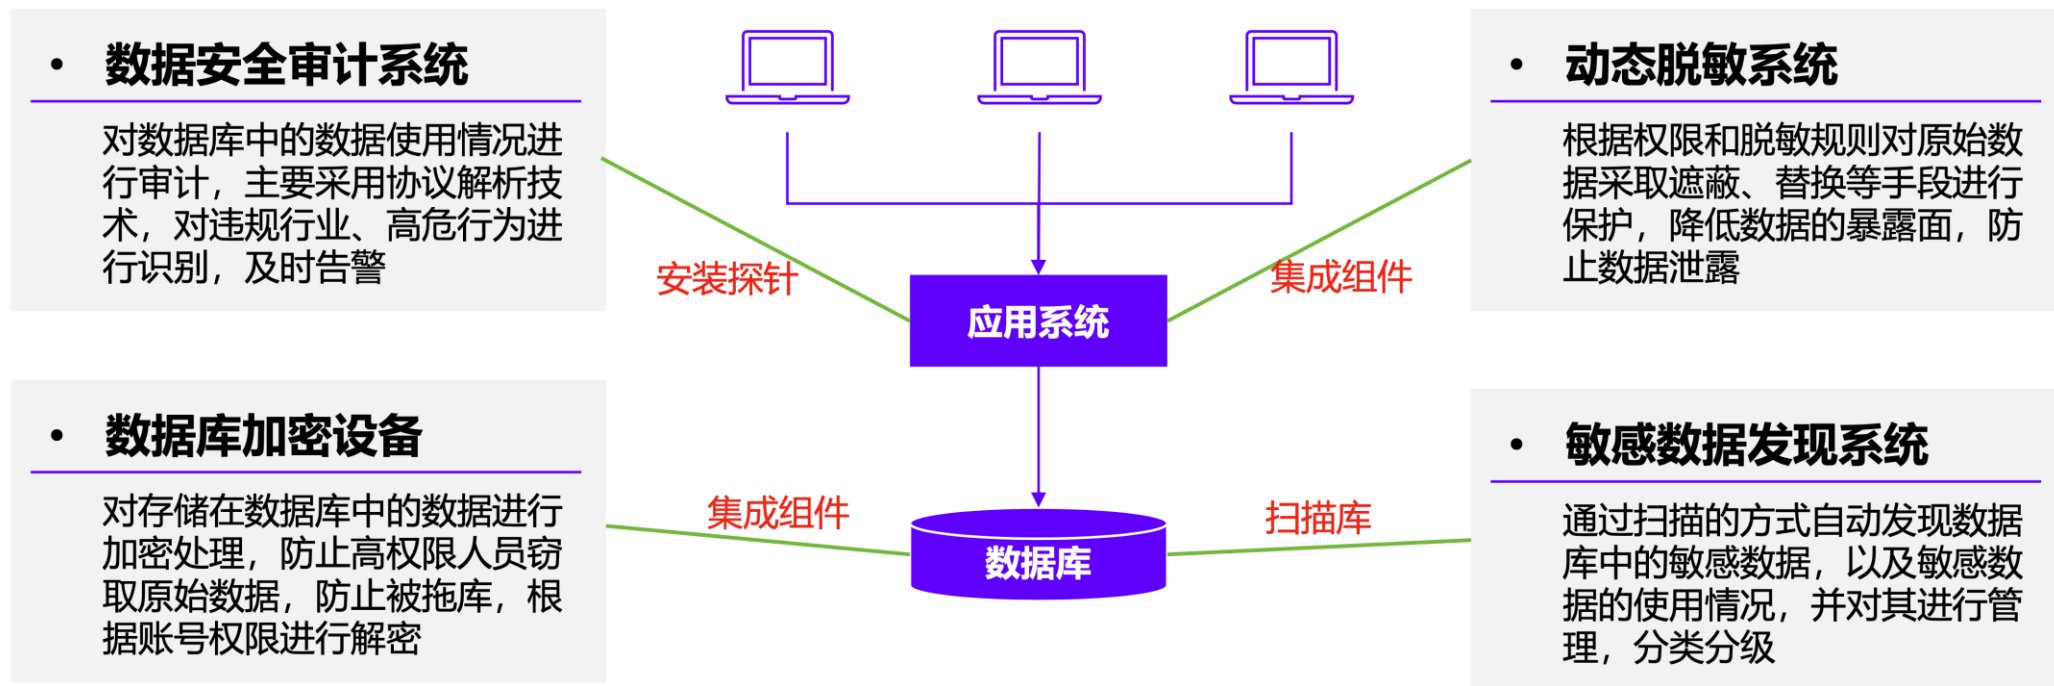 • 数据安全审计系统
对数据库中的数据使用情况进
行审计，主要采用协议解析技
术，对违规行业、高危行为进
行识别，及时告警
• 动态脱敏系统
根据权限和脱敏规则对原始数
据采取遮蔽、替换等手段进行
保护，降低数据的暴露面，防
止数据泄露
安装探针
集成组件
应用系统
• 数据库加密设备
对存储在数据库中的数据进行
加密处理，防止高权限人员窃
取原始数据，防止被拖库，根
据账号权限进行解密
集成组件
扫描库
数据库
• 敏感数据发现系统
通过扫描的方式自动发现数据
库中的敏感数据，以及敏感数
据的使用情况，并对其进行管
理，分类分级